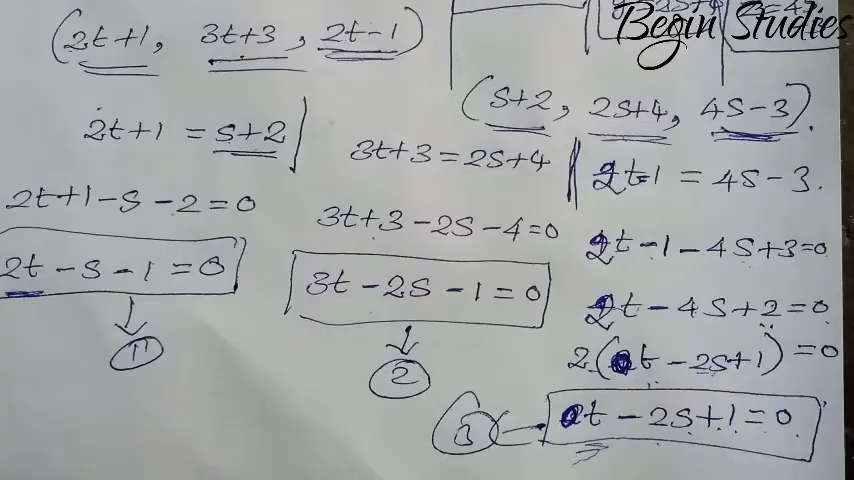 Begin Studies
(2t+1, 3t+3, 2t-1)
(s+2, 2s+4, 4s-3).
2t+1 = s+2
2t+1-s-2=0
2t-s-1=0
1
3t+3=2s+4
3t+3-2s-4=0
3t-2s-1=0
2
2t-1 = 4s-3.
2t-1-4s+3=0
2t-4s+2=0
2(t-2s+1)=0
t-2s+1=0
3